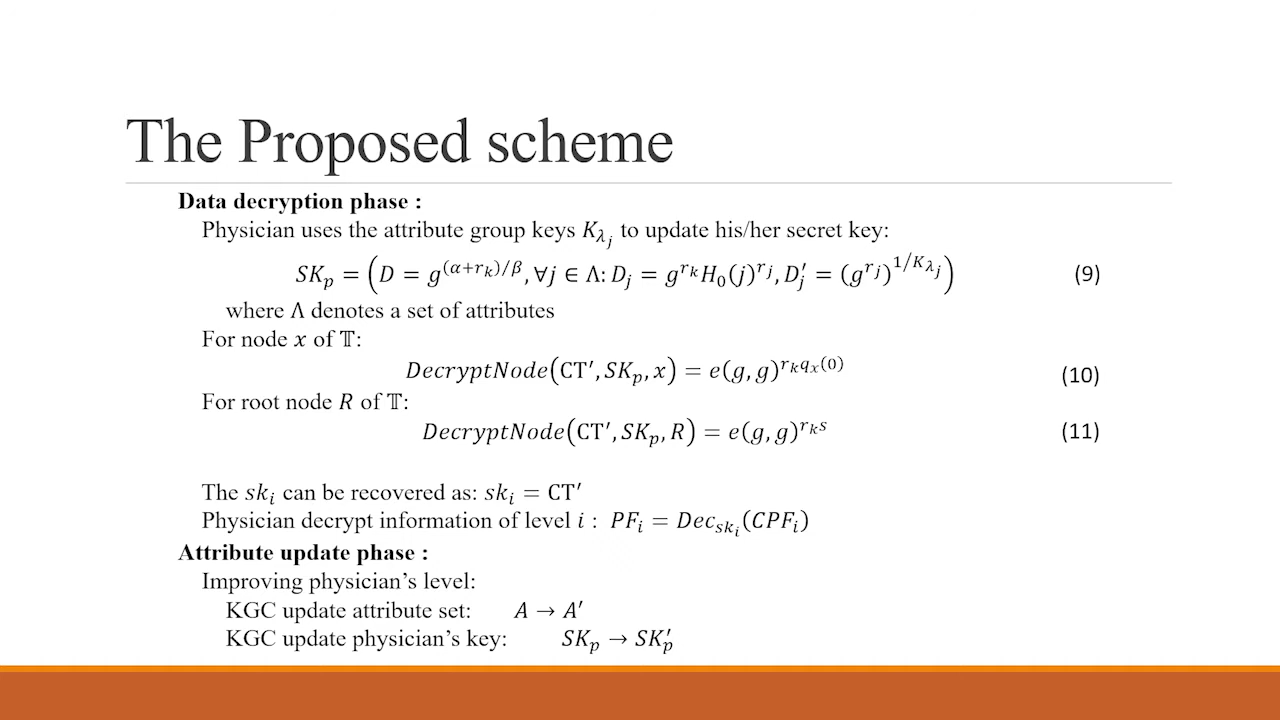 The Proposed scheme
Data decryption phase :
Physician uses the attribute group keys K_{λ_j} to update his/her secret key:
SK_p = (D = g^{(α+r_k)/β}, ∀j ∈ Λ: D_j = g^{r_k}H_0(j)^{r_j}, D′_j = (g^{r_j})^{1/K_{λ_j}}) (9)
where Λ denotes a set of attributes
For node x of 𝕋:
DecryptNode(CT′, SK_p, x) = e(g, g)^{r_k q_x(0)} (10)
For root node R of 𝕋:
DecryptNode(CT′, SK_p, R) = e(g, g)^{r_k s} (11)
The sk_i can be recovered as: sk_i = CT′
Physician decrypt information of level i : PF_i = Dec_{sk_i}(CPF_i)
Attribute update phase :
Improving physician’s level:
KGC update attribute set: A → A′
KGC update physician’s key: SK_p → SK′_p